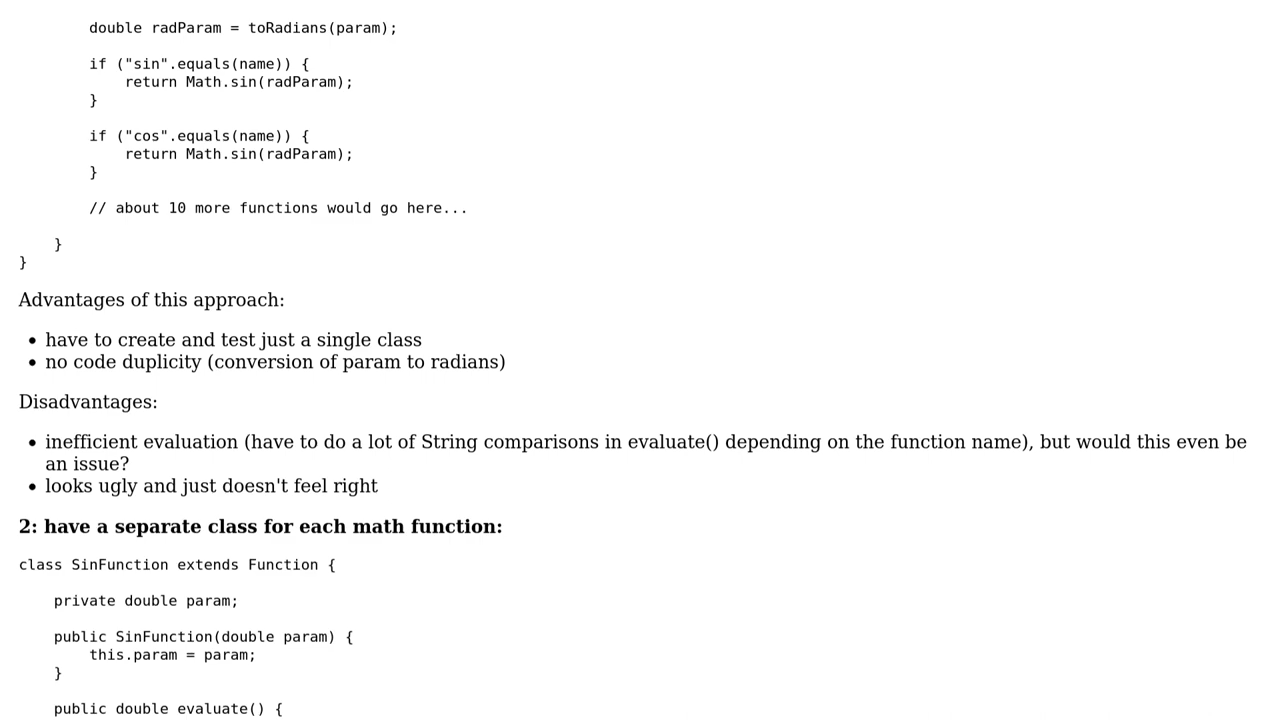 double radParam = toRadians(param);

        if ("sin".equals(name)) {
            return Math.sin(radParam);
        }

        if ("cos".equals(name)) {
            return Math.sin(radParam);
        }

        // about 10 more functions would go here...

    }
}
Advantages of this approach:
• have to create and test just a single class
• no code duplicity (conversion of param to radians)
Disadvantages:
• inefficient evaluation (have to do a lot of String comparisons in evaluate() depending on the function name), but would this even be
an issue?
• looks ugly and just doesn't feel right
2: have a separate class for each math function:
class SinFunction extends Function {

    private double param;

    public SinFunction(double param) {
        this.param = param;
    }

    public double evaluate() {